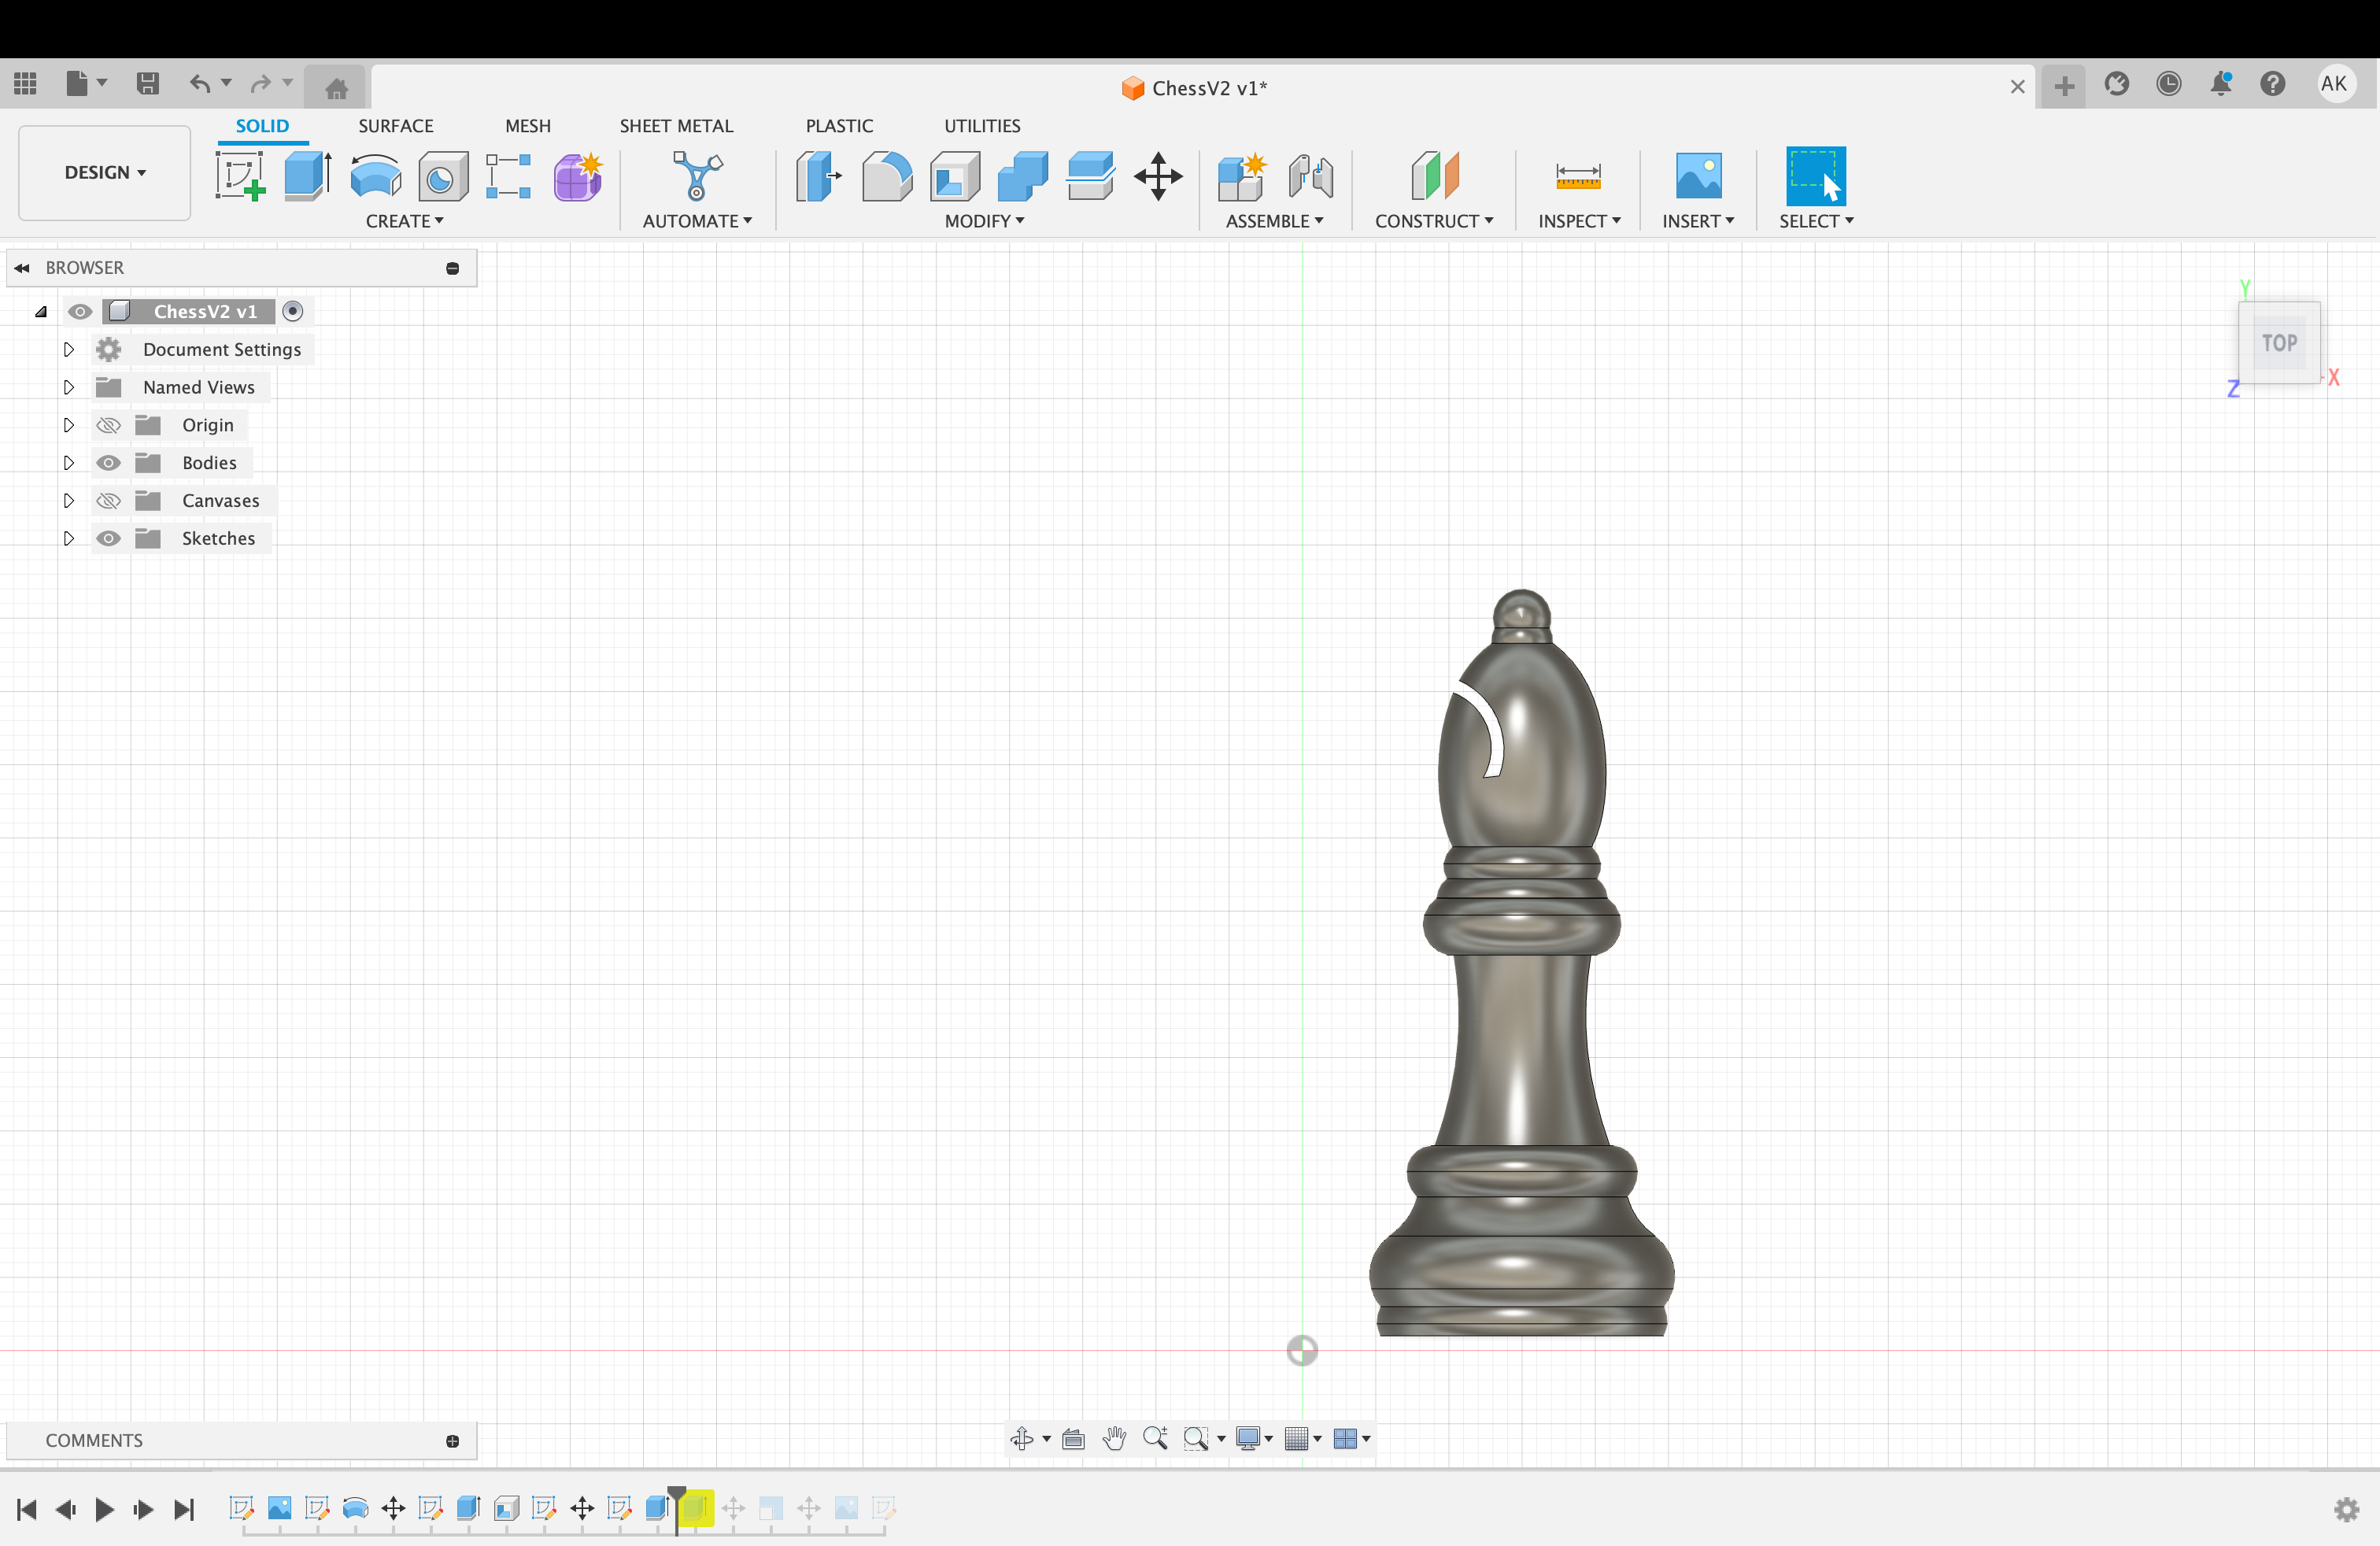 ChessV2 v1*
AK
DESIGN
SOLID
SURFACE
MESH
SHEET METAL
PLASTIC
UTILITIES
CREATE
AUTOMATE
MODIFY
ASSEMBLE
CONSTRUCT
INSPECT
INSERT
SELECT
BROWSER
ChessV2 v1
Document Settings
Named Views
Origin
Bodies
Canvases
Sketches
Y
TOP
X
Z
COMMENTS